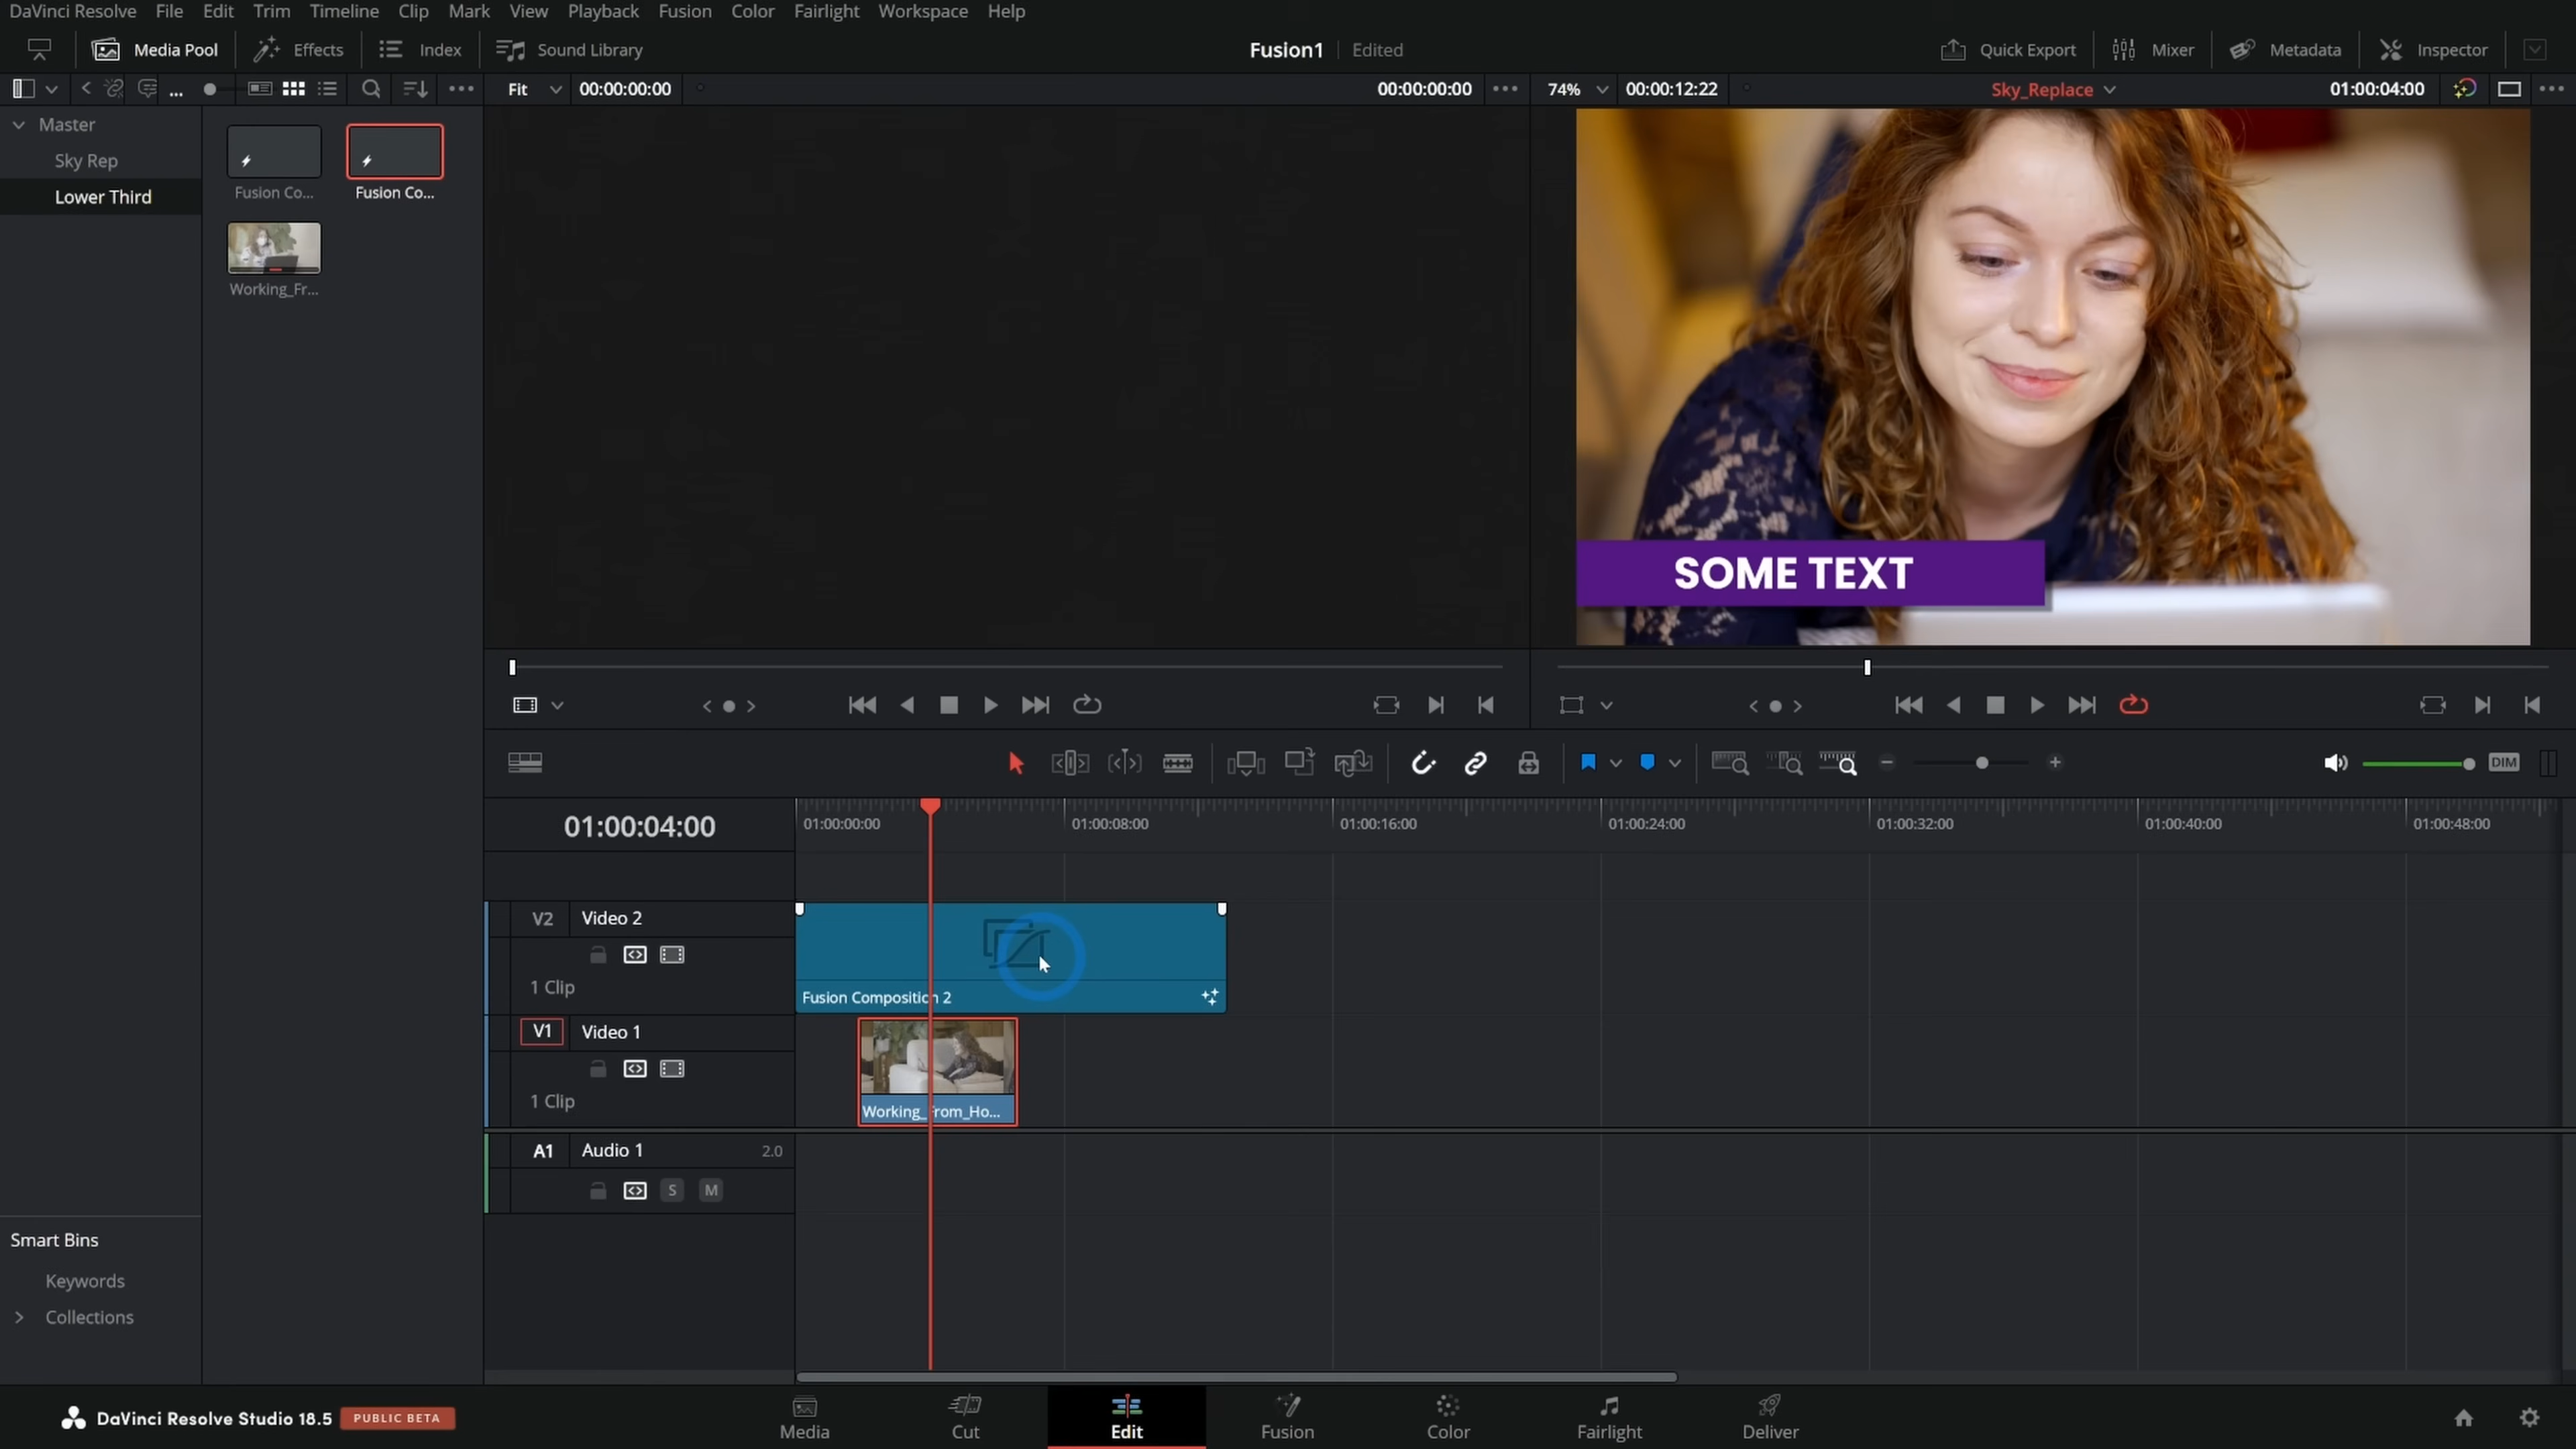 DaVinci Resolve File Edit Trim Timeline Clip Mark View Playback Fusion Color Fairlight Workspace Help
Media Pool Effects Index Sound Library Fusion1 Edited Quick Export Mixer Metadata Inspector
... Fit 00:00:00:00 00:00:00:00 74% 00:00:12:22 Sky_Replace 01:00:04:00
Master
Sky Rep
Lower Third
Fusion Co... Fusion Co...
Working_Fr...
SOME TEXT
DIM
01:00:04:00 01:00:00:00 01:00:08:00 01:00:16:00 01:00:24:00 01:00:32:00 01:00:40:00 01:00:48:00
V2 Video 2
1 Clip
Fusion Composition 2
V1 Video 1
1 Clip
Working_From_Ho...
A1 Audio 1 2.0
S M
Smart Bins
Keywords
Collections
DaVinci Resolve Studio 18.5 PUBLIC BETA
Media Cut Edit Fusion Color Fairlight Deliver